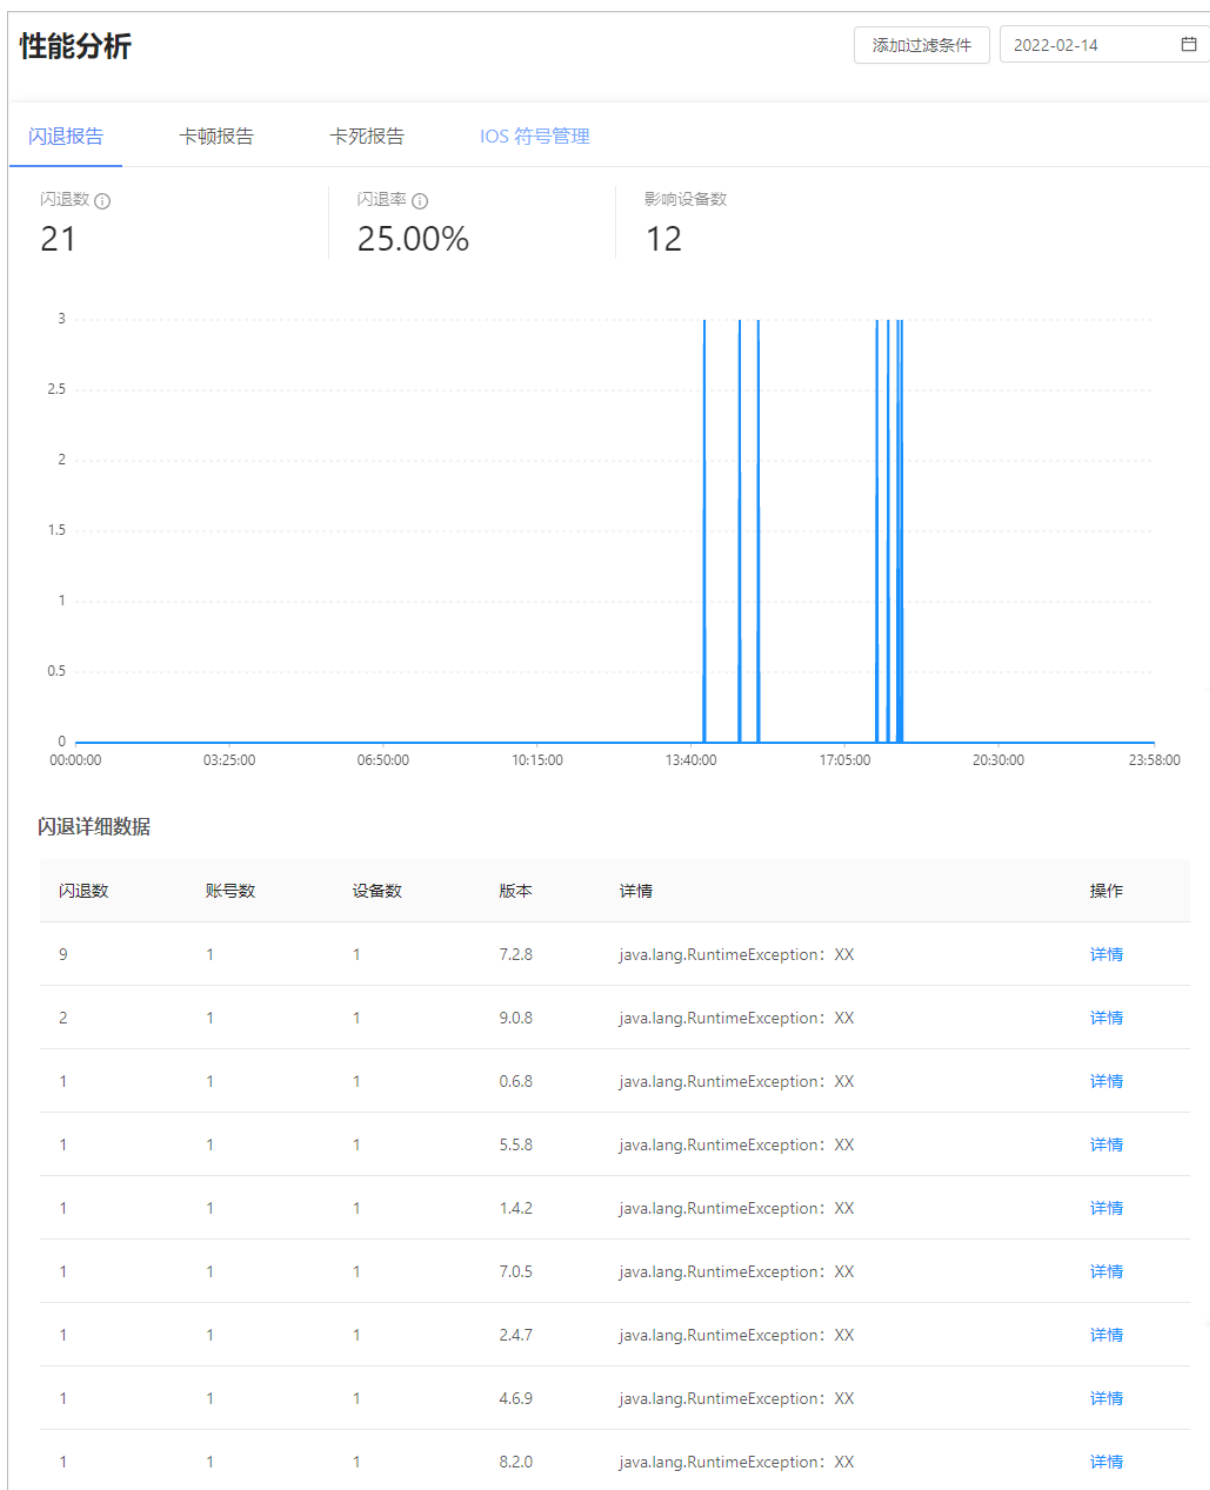 性能分析
添加过滤条件 2022-02-14
闪退报告 卡顿报告 卡死报告 IOS 符号管理
闪退数 闪退率 影响设备数
21 25.00% 12
3
2.5
2
1.5
1
0.5
0
00:00:00 03:25:00 06:50:00 10:15:00 13:40:00 17:05:00 20:30:00 23:58:00
闪退详细数据
闪退数 账号数 设备数 版本 详情 操作
9 1 1 7.2.8 java.lang.RuntimeException：XX 详情
2 1 1 9.0.8 java.lang.RuntimeException：XX 详情
1 1 1 0.6.8 java.lang.RuntimeException：XX 详情
1 1 1 5.5.8 java.lang.RuntimeException：XX 详情
1 1 1 1.4.2 java.lang.RuntimeException：XX 详情
1 1 1 7.0.5 java.lang.RuntimeException：XX 详情
1 1 1 2.4.7 java.lang.RuntimeException：XX 详情
1 1 1 4.6.9 java.lang.RuntimeException：XX 详情
1 1 1 8.2.0 java.lang.RuntimeException：XX 详情